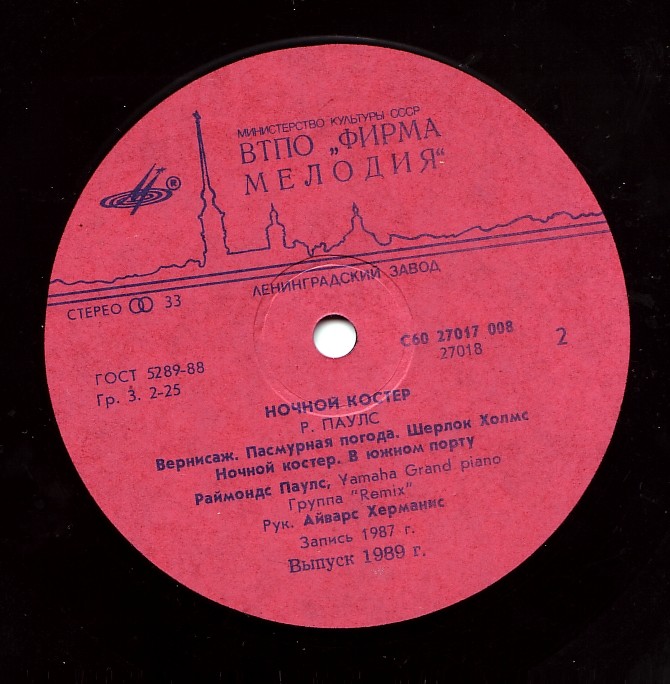 МИНИСТЕРСТВО КУЛЬТУРЫ СССР
ВТПО „ФИРМА
МЕЛОДИЯ“
®
ЛЕНИНГРАДСКИЙ ЗАВОД
СТЕРЕО 33
ГОСТ 5289-88
Гр. 3. 2-25
С60 27017 008
27018
2
НОЧНОЙ КОСТЕР
Р. ПАУЛС
Вернисаж. Пасмурная погода. Шерлок Холмс
Ночной костер. В южном порту
Раймондс Паулс, Yamaha Grand piano
Группа "Remix"
Рук. Айварс Херманис
Запись 1987 г.
Выпуск 1989 г.